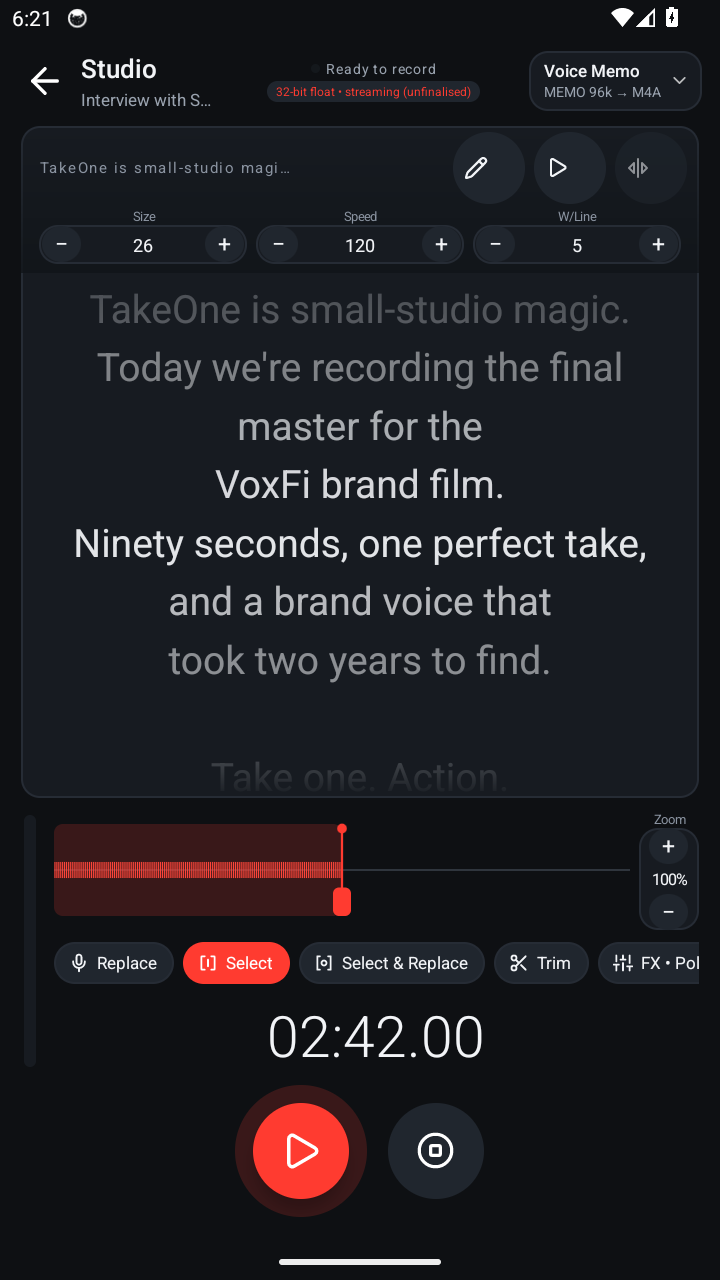 6:21
Studio
Interview with S...
Ready to record
32-bit float • streaming (unfinalised)
Voice Memo
MEMO 96k → M4A
TakeOne is small-studio magi...
Size
Speed
W/Line
− 26 +
− 120 +
− 5 +
TakeOne is small-studio magic.
Today we're recording the final
master for the
VoxFi brand film.
Ninety seconds, one perfect take,
and a brand voice that
took two years to find.
Take one. Action.
Zoom
+
100%
−
Replace
Select
Select & Replace
Trim
FX • Pol
02:42.00